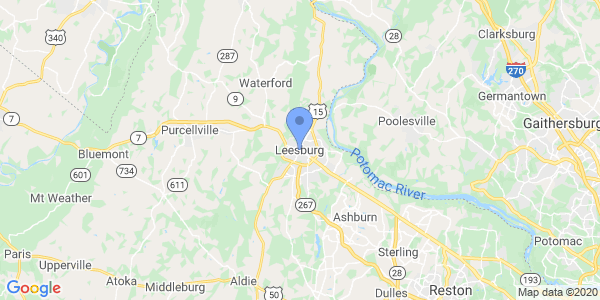 340
287
28
Clarksburg
270
Waterford
Germantown
9
15
7
Poolesville
Gaithersburg
Purcellville
7
Leesburg
Bluemont
601
734
Potomac River
611
Mt Weather
267
Ashburn
Potomac
Paris
Sterling
Upperville
28
193
Atoka
Aldie
Middleburg
Reston
Google
50
Dulles
Map data ©2020